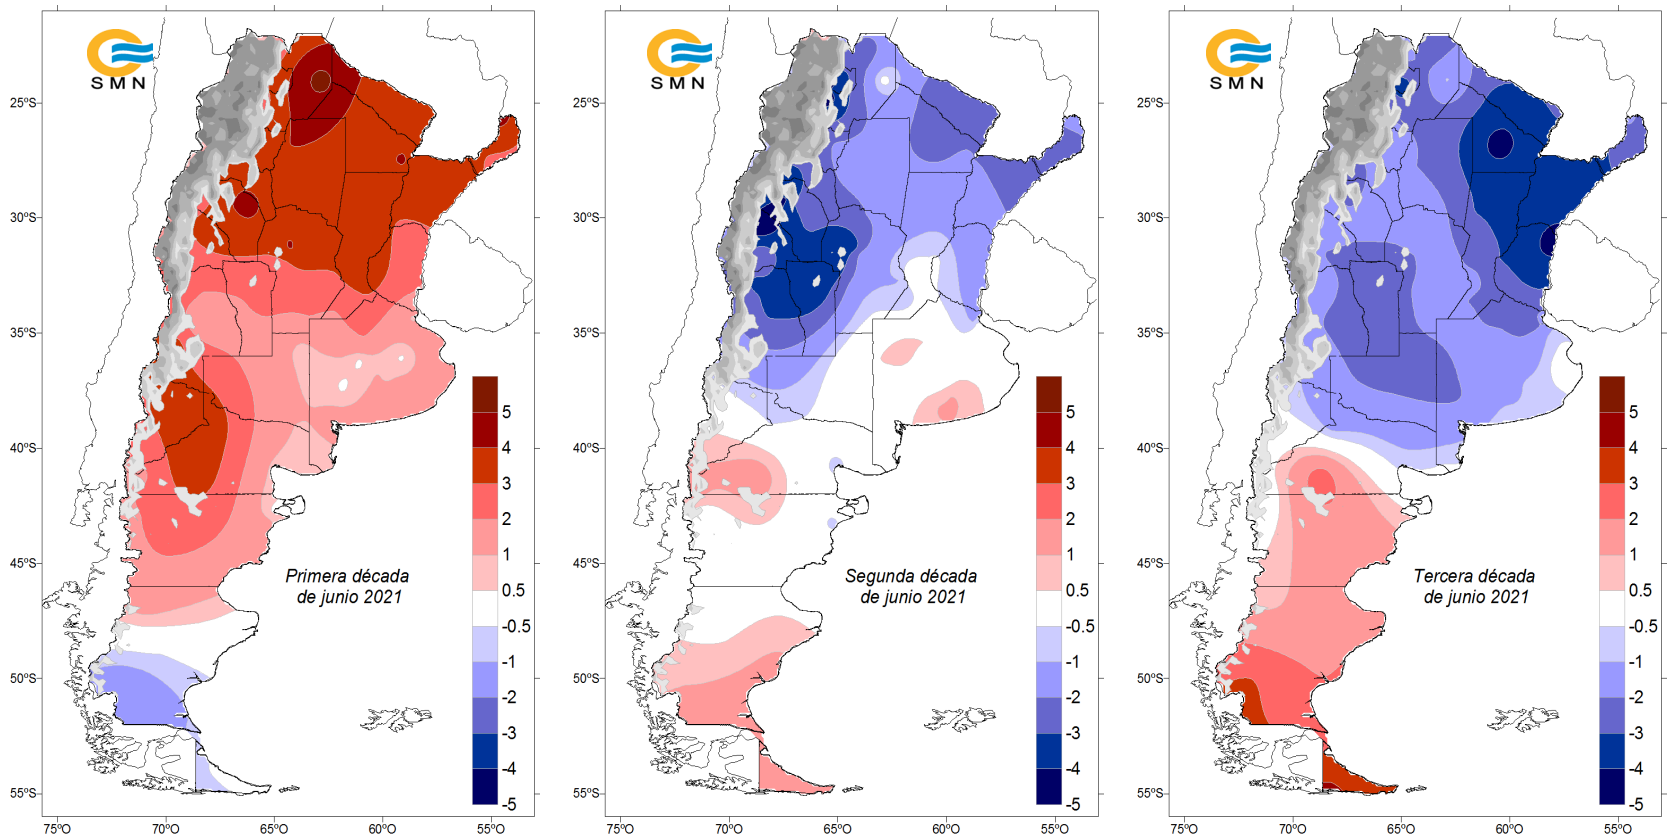 SMN
25ºS
30ºS
35ºS
40ºS
45ºS
50ºS
55ºS
75ºO
70ºO
65ºO
60ºO
55ºO
Primera década
de junio 2021
5
4
3
2
1
0.5
-0.5
-1
-2
-3
-4
-5
SMN
25ºS
30ºS
35ºS
40ºS
45ºS
50ºS
55ºS
75ºO
70ºO
65ºO
60ºO
55ºO
Segunda década
de junio 2021
5
4
3
2
1
0.5
-0.5
-1
-2
-3
-4
-5
SMN
25ºS
30ºS
35ºS
40ºS
45ºS
50ºS
55ºS
75ºO
70ºO
65ºO
60ºO
55ºO
Tercera década
de junio 2021
5
4
3
2
1
0.5
-0.5
-1
-2
-3
-4
-5